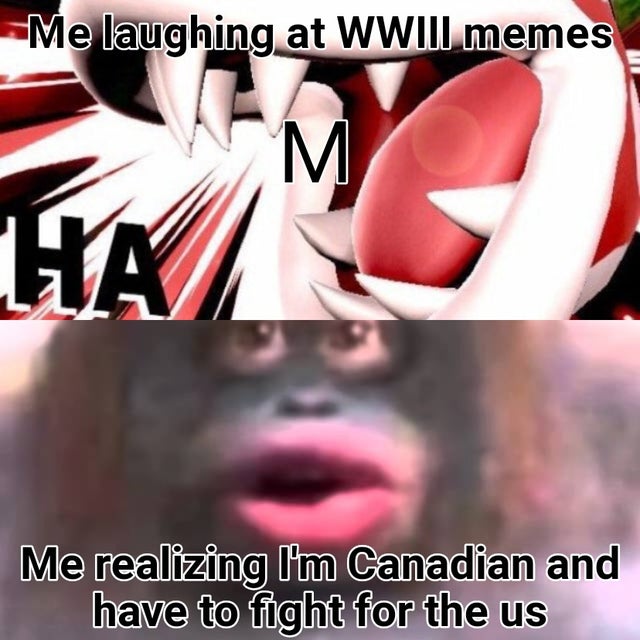 Me laughing at WWIII memes
M
HA
Me realizing I'm Canadian and
have to fight for the us